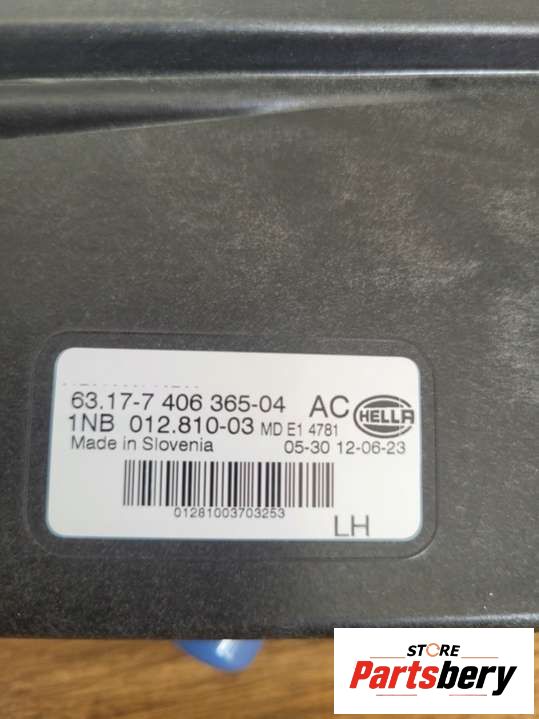 63.17-7 406 365-04 AC HELLA
1NB 012.810-03 MD E1 4781
Made in Slovenia 05-30 12-06-23
01281003703253
LH
STORE
Partsbery